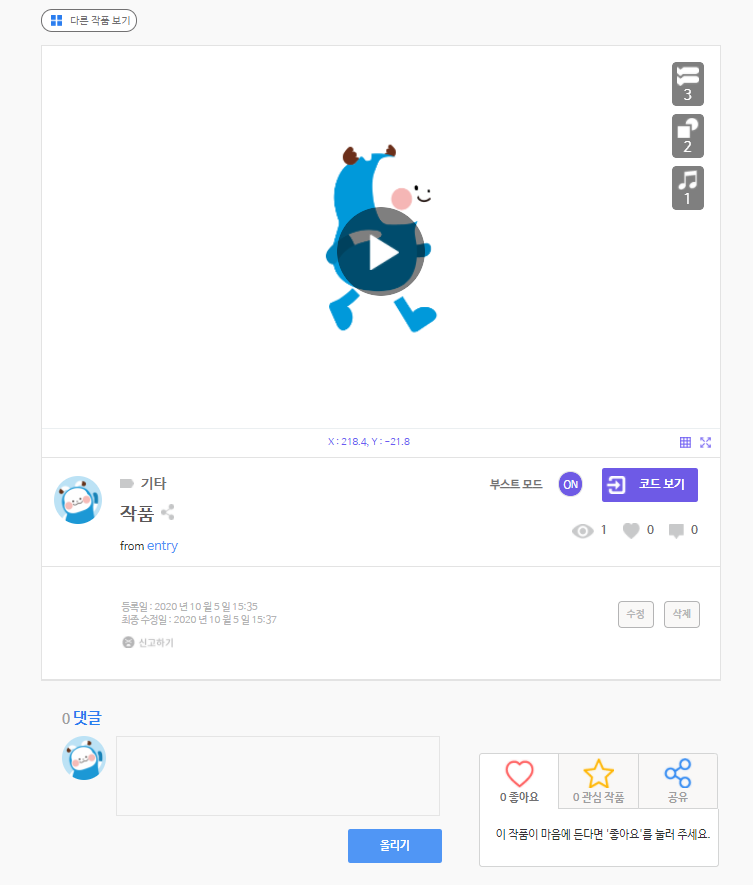 다른 작품 보기
3
2
1
X : 218.4, Y : -21.8
기타
부스트 모드 ON 코드 보기
작품
1 0 0
from entry
등록일 : 2020 년 10 월 5 일 15:35
최종 수정일 : 2020 년 10 월 5 일 15:37
수정 삭제
신고하기
0 댓글
올리기
0 좋아요 0 관심 작품 공유
이 작품이 마음에 든다면 '좋아요'를 눌러 주세요.